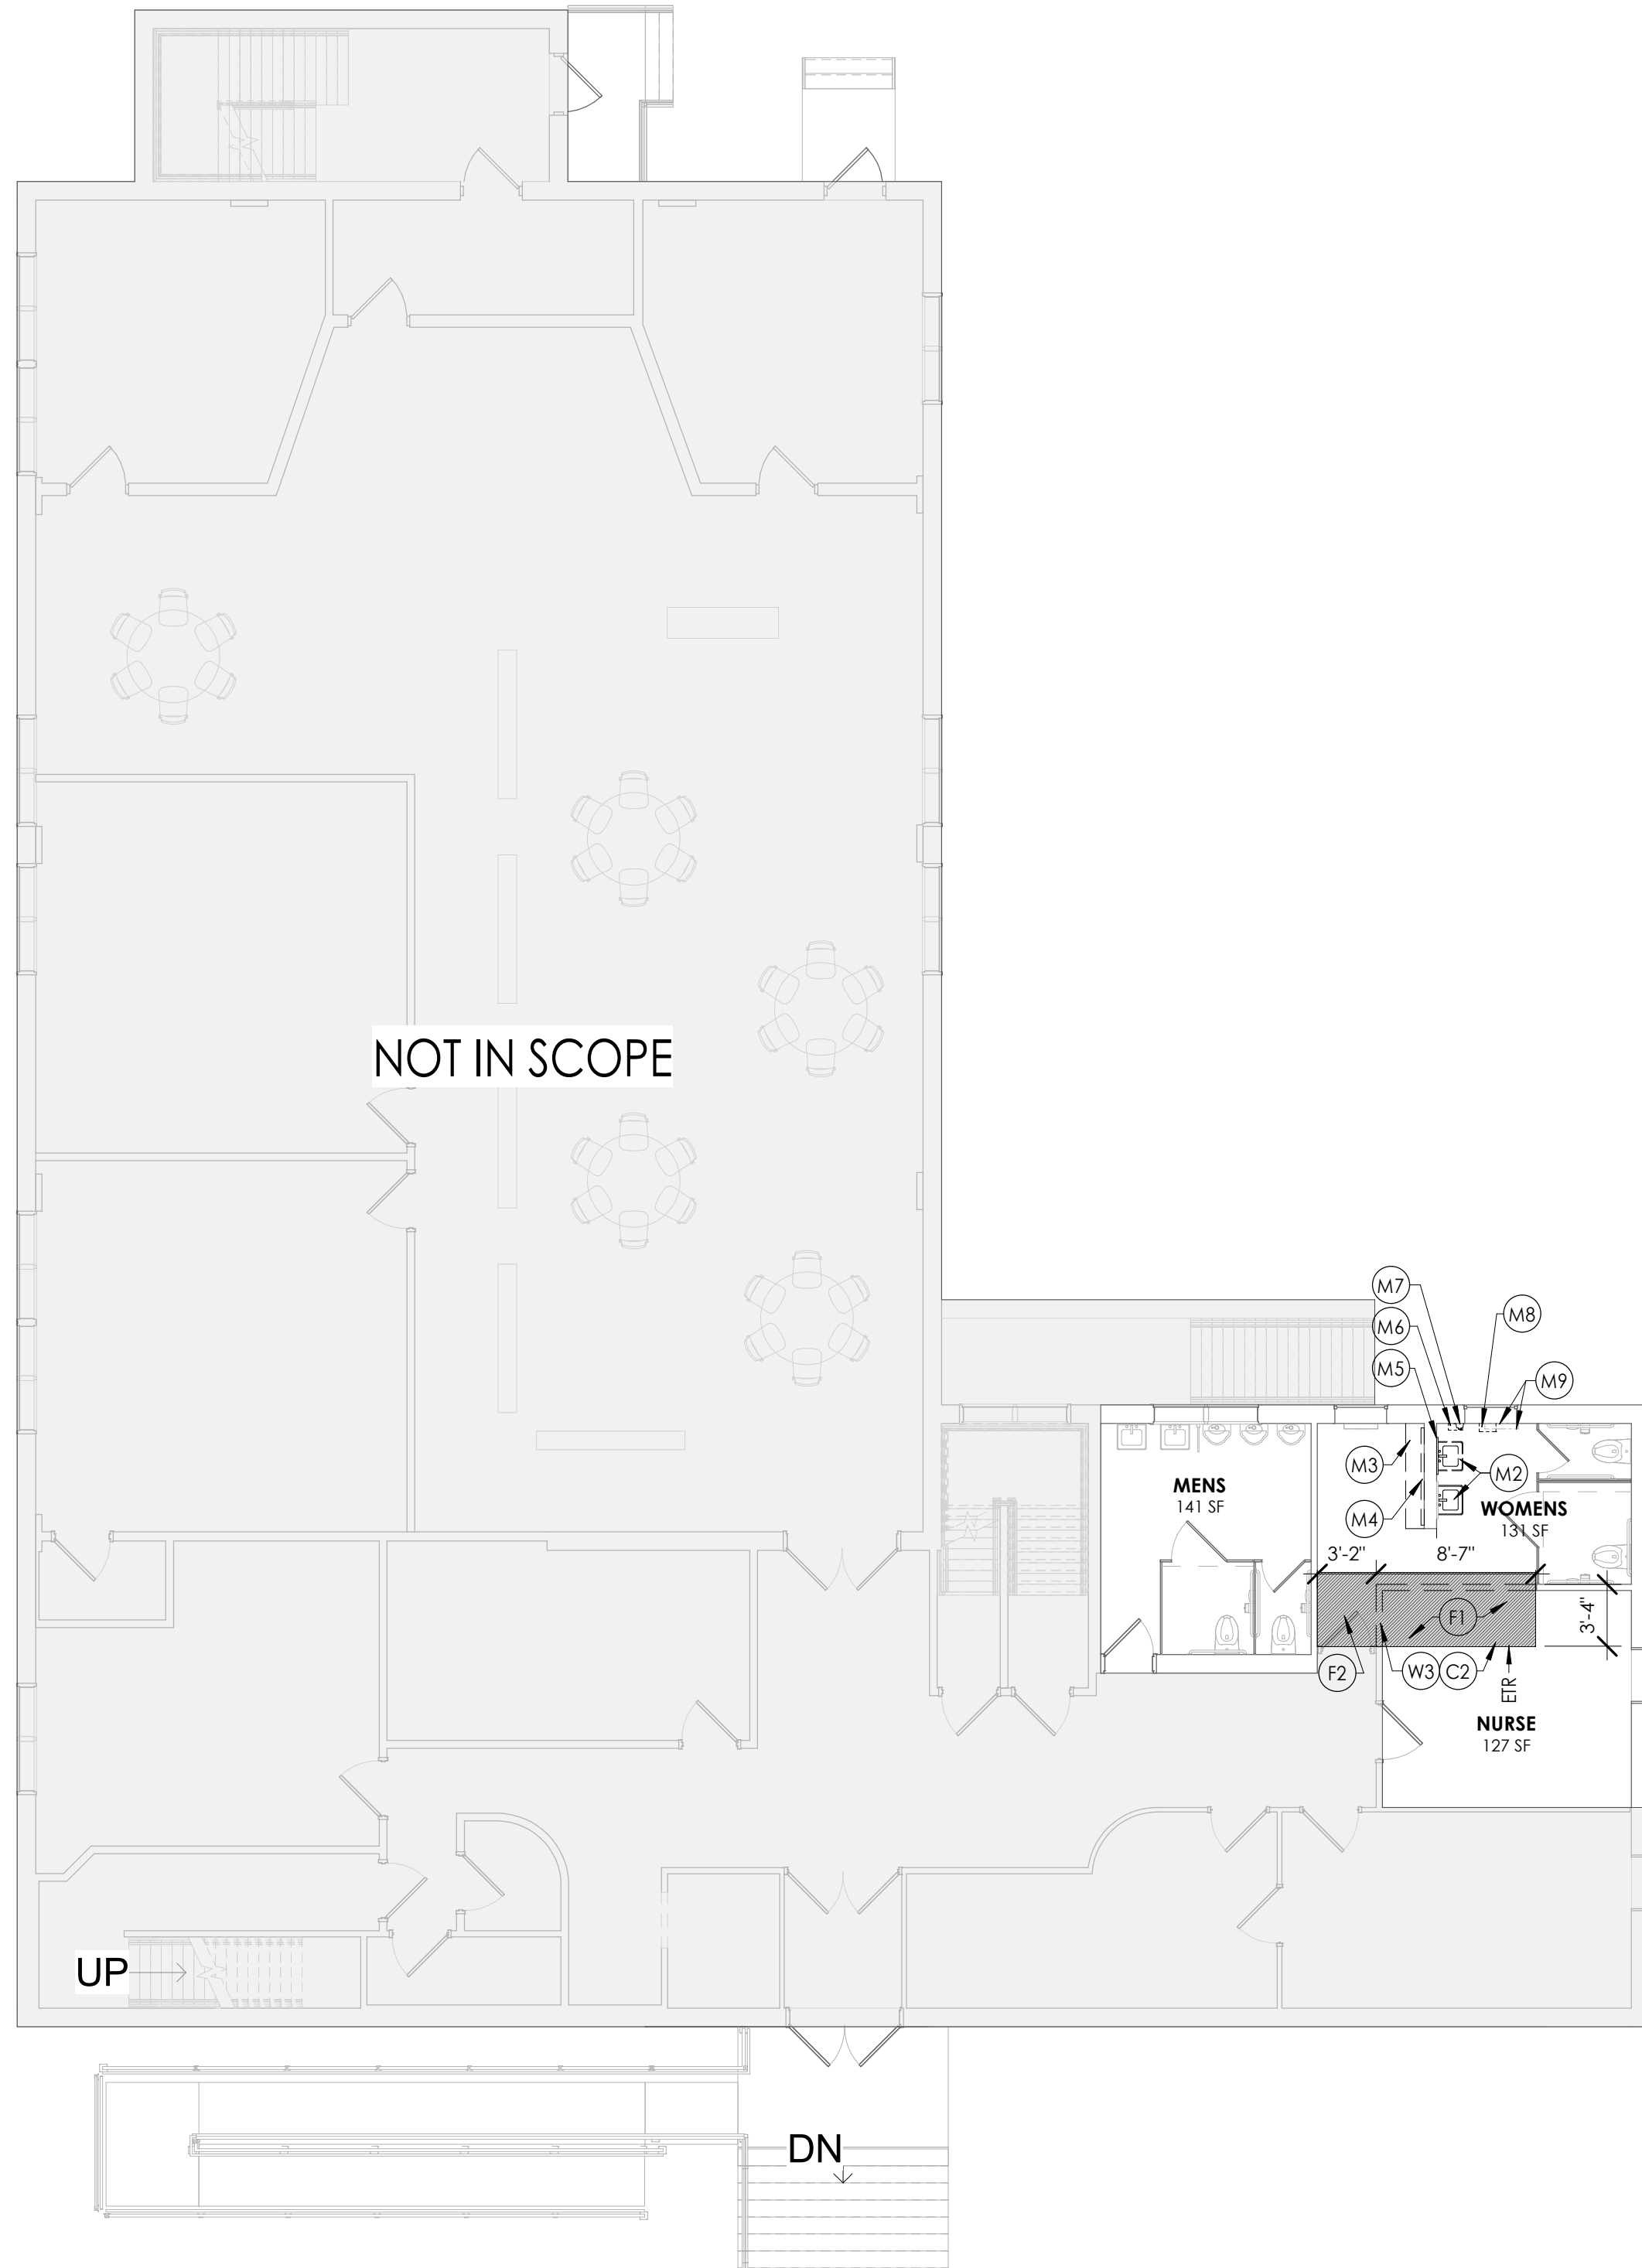 NOT IN SCOPE
M7
M6
M8
M5
M9
M3
M2
MENS
141 SF
WOMENS
131 SF
M4
3'-2"
8'-7"
3'-4"
F1
F2
W3
C2
ETR
NURSE
127 SF
UP
DN